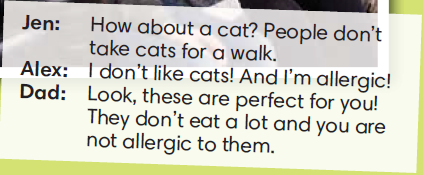 Jen: How about a cat? People don't
take cats for a walk.
Alex: I don't like cats! And I'm allergic!
Dad: Look, these are perfect for you!
They don't eat a lot and you are
not allergic to them.